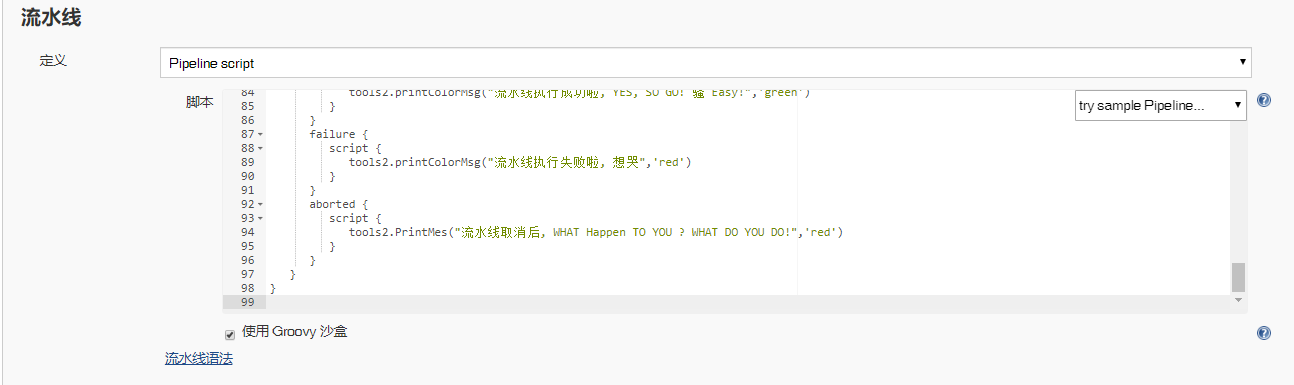 流水线
定义
Pipeline script
脚本
try sample Pipeline...
84 tools2.printColorMsg("流水线执行成功啦, YES, SO GO! 骚 Easy!",'green')
85 }
86 }
87 failure {
88 script {
89 tools2.printColorMsg("流水线执行失败啦, 想哭",'red')
90 }
91 }
92 aborted {
93 script {
94 tools2.PrintMes("流水线取消后, WHAT Happen TO YOU ? WHAT DO YOU DO!",'red')
95 }
96 }
97 }
98 }
99
使用 Groovy 沙盒
流水线语法